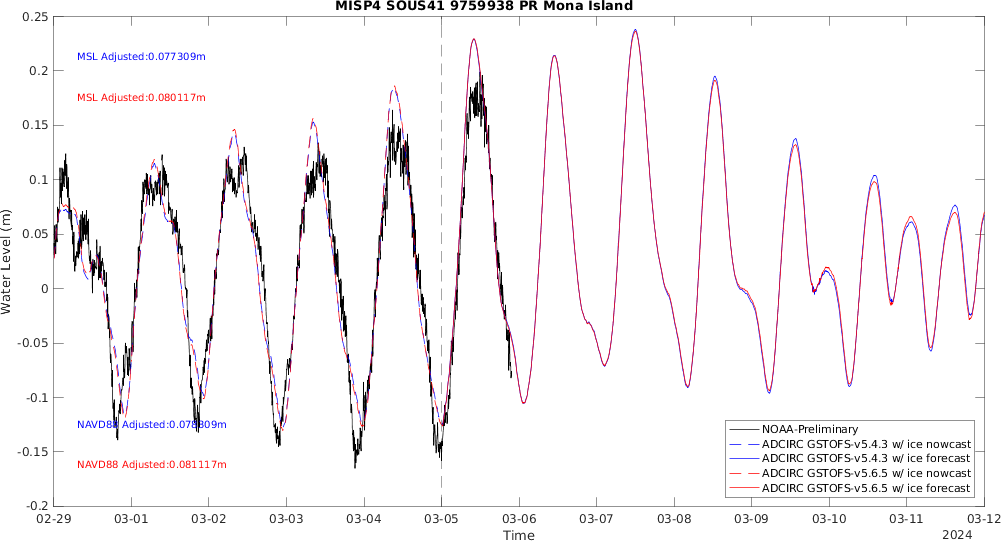 MISP4 SOUS41 9759938 PR Mona Island
0.25
0.2
0.15
0.1
0.05
0
-0.05
-0.1
-0.15
-0.2
Water Level (m)
MSL Adjusted:0.077309m
MSL Adjusted:0.080117m
NAVD88 Adjusted:0.078309m
NAVD88 Adjusted:0.081117m
NOAA-Preliminary
ADCIRC GSTOFS-v5.4.3 w/ ice nowcast
ADCIRC GSTOFS-v5.4.3 w/ ice forecast
ADCIRC GSTOFS-v5.6.5 w/ ice nowcast
ADCIRC GSTOFS-v5.6.5 w/ ice forecast
02-29 03-01 03-02 03-03 03-04 03-05 03-06 03-07 03-08 03-09 03-10 03-11 03-12
Time
2024